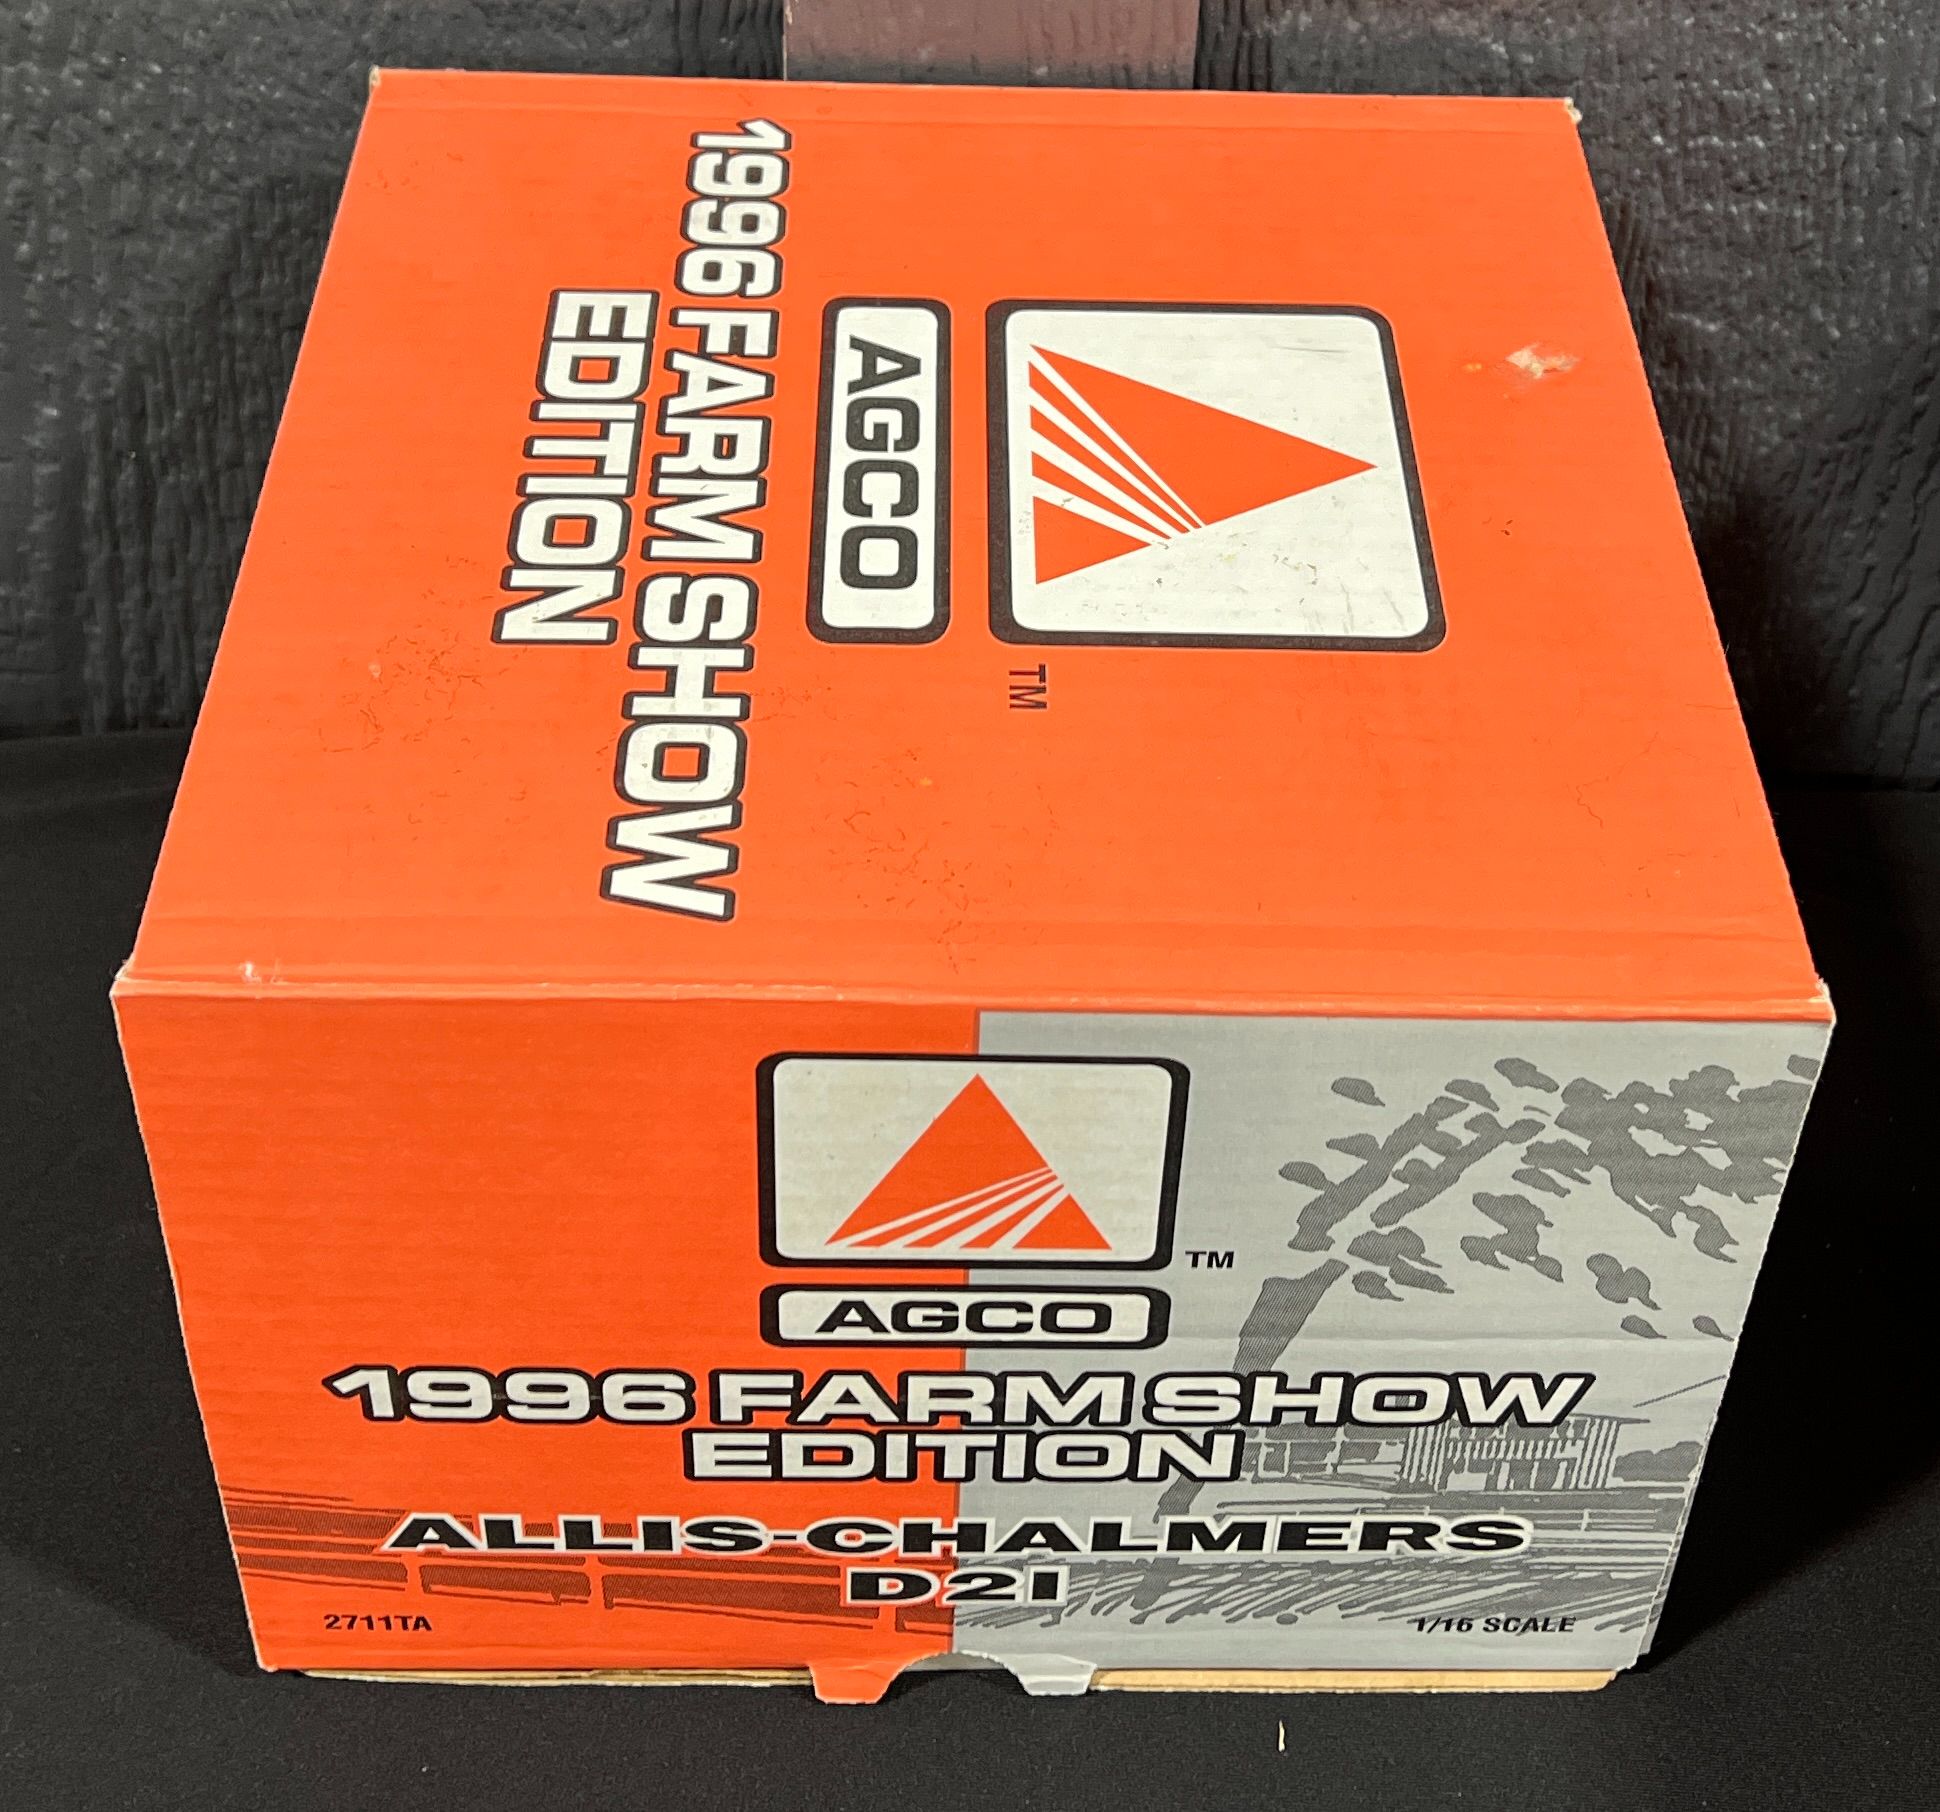 AGCO
TM
1996 FARM SHOW
EDITION
TM
AGCO
1996 FARM SHOW
EDITION
ALLIS-CHALMERS
D21
2711TA
1/16 SCALE